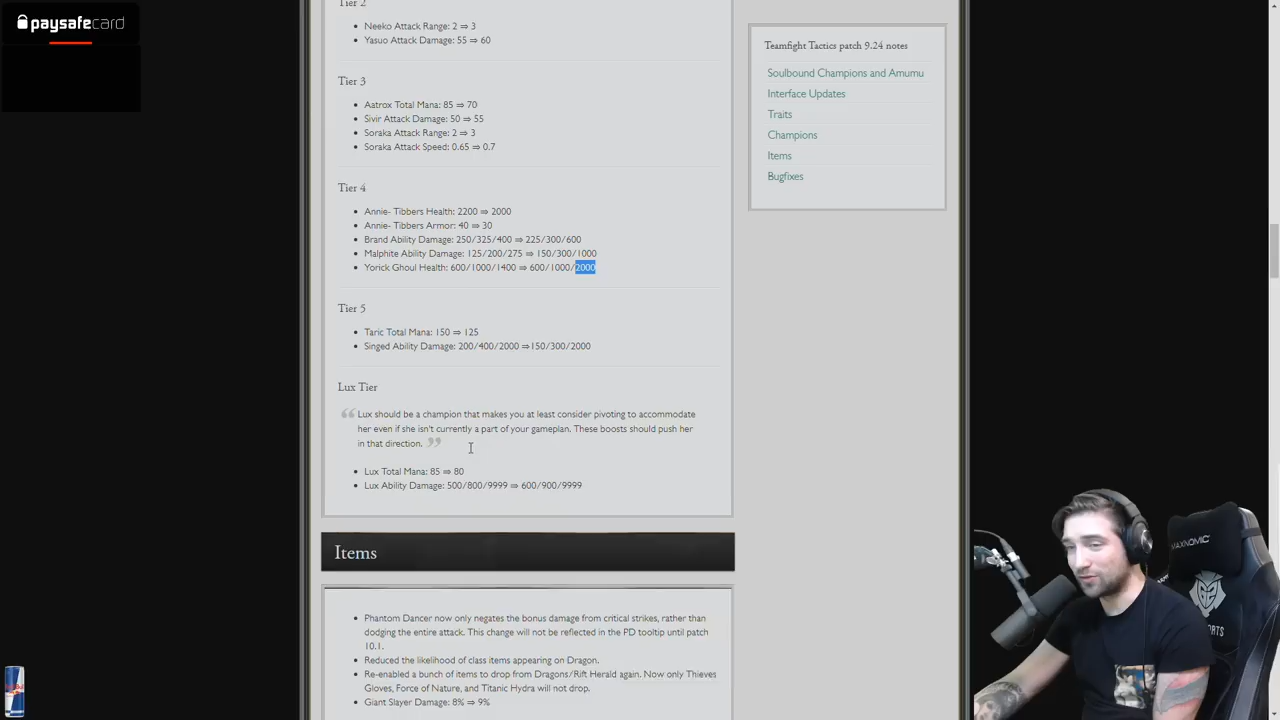 paysafecard
Tier 2
Neeko Attack Range: 2 ⇒ 3
Yasuo Attack Damage: 55 ⇒ 60
Tier 3
Aatrox Total Mana: 85 ⇒ 70
Sivir Attack Damage: 50 ⇒ 55
Soraka Attack Range: 2 ⇒ 3
Soraka Attack Speed: 0.65 ⇒ 0.7
Tier 4
Annie- Tibbers Health: 2200 ⇒ 2000
Annie- Tibbers Armor: 40 ⇒ 30
Brand Ability Damage: 250/325/400 ⇒ 225/300/600
Malphite Ability Damage: 125/200/275 ⇒ 150/300/1000
Yorick Ghoul Health: 600/1000/1400 ⇒ 600/1000/2000
Tier 5
Taric Total Mana: 150 ⇒ 125
Singed Ability Damage: 200/400/2000 ⇒150/300/2000
Lux Tier
“ Lux should be a champion that makes you at least consider pivoting to accommodate
her even if she isn't currently a part of your gameplan. These boosts should push her
in that direction. ”
Lux Total Mana: 85 ⇒ 80
Lux Ability Damage: 500/800/9999 ⇒ 600/900/9999
Items
Phantom Dancer now only negates the bonus damage from critical strikes, rather than
dodging the entire attack. This change will not be reflected in the PD tooltip until patch
10.1.
Reduced the likelihood of class items appearing on Dragon.
Re-enabled a bunch of items to drop from Dragons/Rift Herald again. Now only Thieves
Gloves, Force of Nature, and Titanic Hydra will not drop.
Giant Slayer Damage: 8% ⇒ 9%
Teamfight Tactics patch 9.24 notes
Soulbound Champions and Amumu
Interface Updates
Traits
Champions
Items
Bugfixes
MAXNOMIC